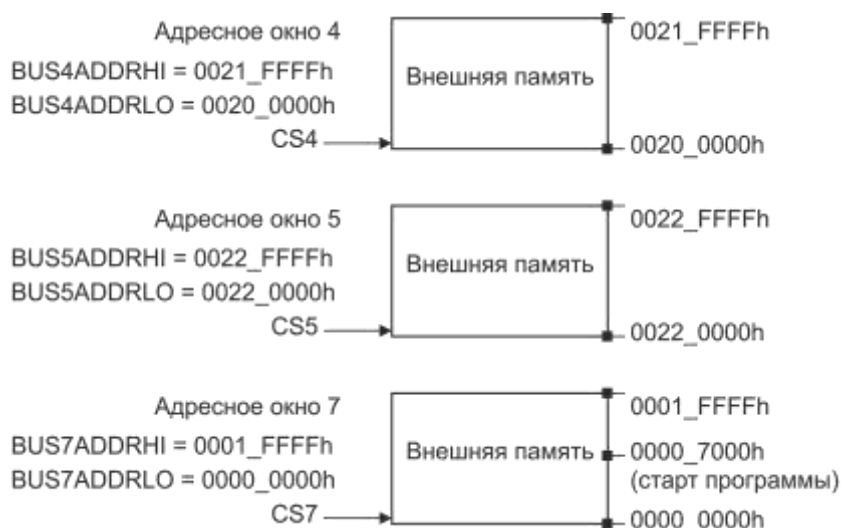 Адресное окно 4
BUS4ADDRHI = 0021_FFFFh
BUS4ADDRLO = 0020_0000h
CS4
Внешняя память
0021_FFFFh
0020_0000h
Адресное окно 5
BUS5ADDRHI = 0022_FFFFh
BUS5ADDRLO = 0022_0000h
CS5
Внешняя память
0022_FFFFh
0022_0000h
Адресное окно 7
BUS7ADDRHI = 0001_FFFFh
BUS7ADDRLO = 0000_0000h
CS7
Внешняя память
0001_FFFFh
0000_7000h
(старт программы)
0000_0000h